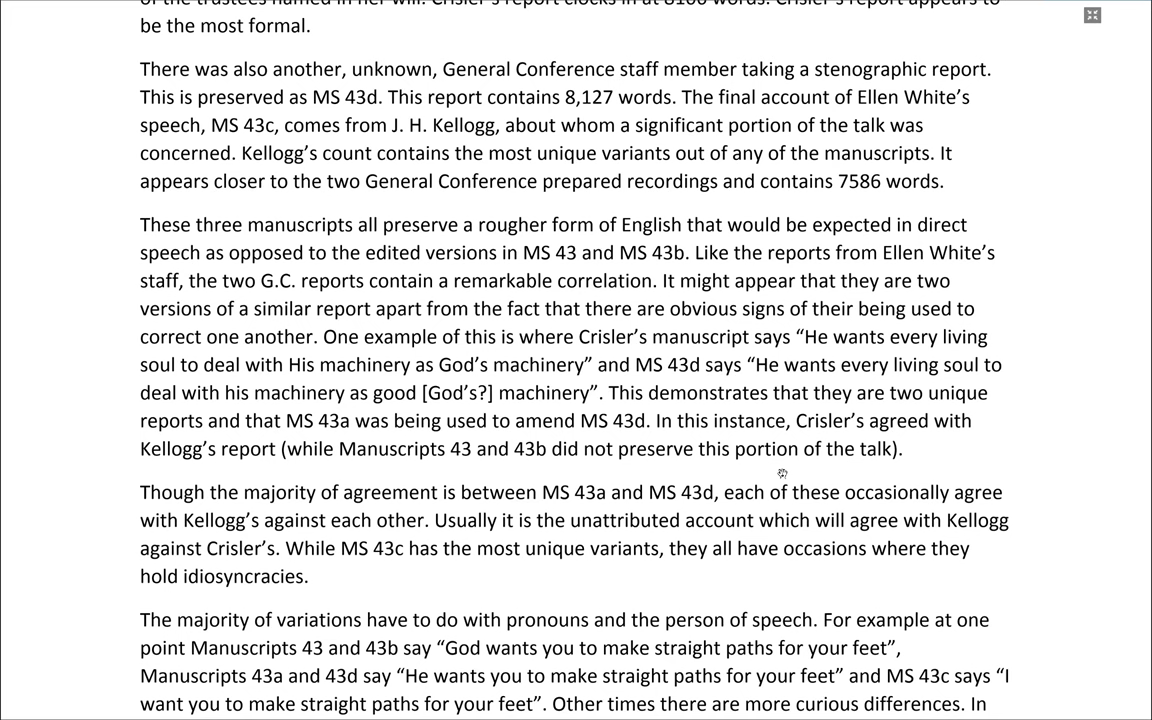 of the trustees named in her will. Crisler's report clocks in at 8106 words. Crisler's report appears to
be the most formal.
There was also another, unknown, General Conference staff member taking a stenographic report.
This is preserved as MS 43d. This report contains 8,127 words. The final account of Ellen White’s
speech, MS 43c, comes from J. H. Kellogg, about whom a significant portion of the talk was
concerned. Kellogg’s count contains the most unique variants out of any of the manuscripts. It
appears closer to the two General Conference prepared recordings and contains 7586 words.
These three manuscripts all preserve a rougher form of English that would be expected in direct
speech as opposed to the edited versions in MS 43 and MS 43b. Like the reports from Ellen White’s
staff, the two G.C. reports contain a remarkable correlation. It might appear that they are two
versions of a similar report apart from the fact that there are obvious signs of their being used to
correct one another. One example of this is where Crisler’s manuscript says “He wants every living
soul to deal with His machinery as God’s machinery” and MS 43d says “He wants every living soul to
deal with his machinery as good [God’s?] machinery”. This demonstrates that they are two unique
reports and that MS 43a was being used to amend MS 43d. In this instance, Crisler’s agreed with
Kellogg’s report (while Manuscripts 43 and 43b did not preserve this portion of the talk).
Though the majority of agreement is between MS 43a and MS 43d, each of these occasionally agree
with Kellogg’s against each other. Usually it is the unattributed account which will agree with Kellogg
against Crisler’s. While MS 43c has the most unique variants, they all have occasions where they
hold idiosyncracies.
The majority of variations have to do with pronouns and the person of speech. For example at one
point Manuscripts 43 and 43b say “God wants you to make straight paths for your feet”,
Manuscripts 43a and 43d say “He wants you to make straight paths for your feet” and MS 43c says “I
want you to make straight paths for your feet”. Other times there are more curious differences. In